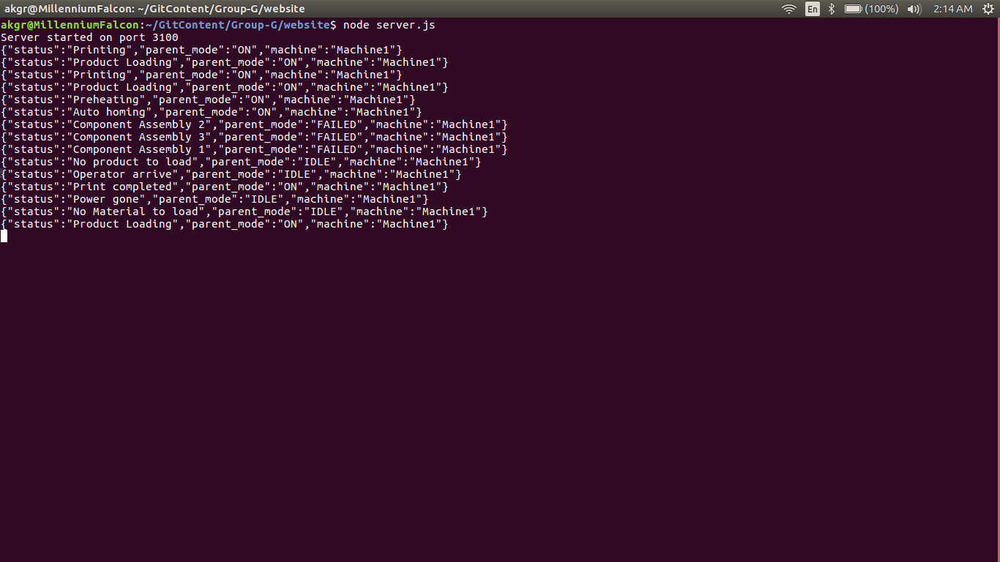 akgr@MillenniumFalcon: ~/GitContent/Group-G/website En (100%) 2:14 AM
akgr@MillenniumFalcon:~/GitContent/Group-G/website$ node server.js
Server started on port 3100
{"status":"Printing","parent_mode":"ON","machine":"Machine1"}
{"status":"Product Loading","parent_mode":"ON","machine":"Machine1"}
{"status":"Printing","parent_mode":"ON","machine":"Machine1"}
{"status":"Product Loading","parent_mode":"ON","machine":"Machine1"}
{"status":"Preheating","parent_mode":"ON","machine":"Machine1"}
{"status":"Auto homing","parent_mode":"ON","machine":"Machine1"}
{"status":"Component Assembly 2","parent_mode":"FAILED","machine":"Machine1"}
{"status":"Component Assembly 3","parent_mode":"FAILED","machine":"Machine1"}
{"status":"Component Assembly 1","parent_mode":"FAILED","machine":"Machine1"}
{"status":"No product to load","parent_mode":"IDLE","machine":"Machine1"}
{"status":"Operator arrive","parent_mode":"IDLE","machine":"Machine1"}
{"status":"Print completed","parent_mode":"ON","machine":"Machine1"}
{"status":"Power gone","parent_mode":"IDLE","machine":"Machine1"}
{"status":"No Material to load","parent_mode":"IDLE","machine":"Machine1"}
{"status":"Product Loading","parent_mode":"ON","machine":"Machine1"}